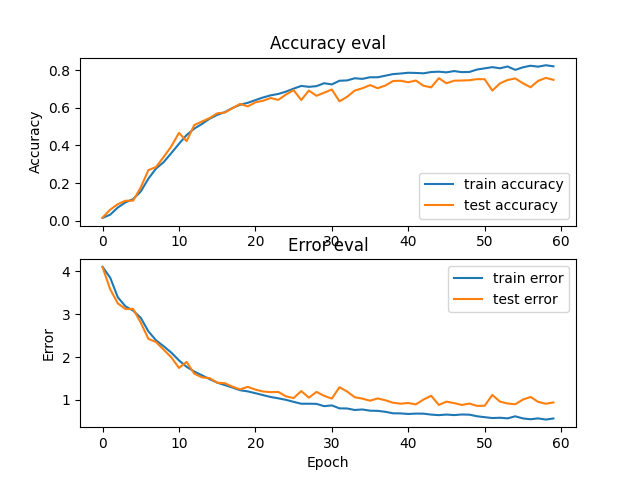 Accuracy eval
Accuracy
0.8
0.6
0.4
0.2
0.0
train accuracy
test accuracy
0 10 20 30 40 50 60
Error eval
Error
4
3
2
1
train error
test error
0 10 20 30 40 50 60
Epoch